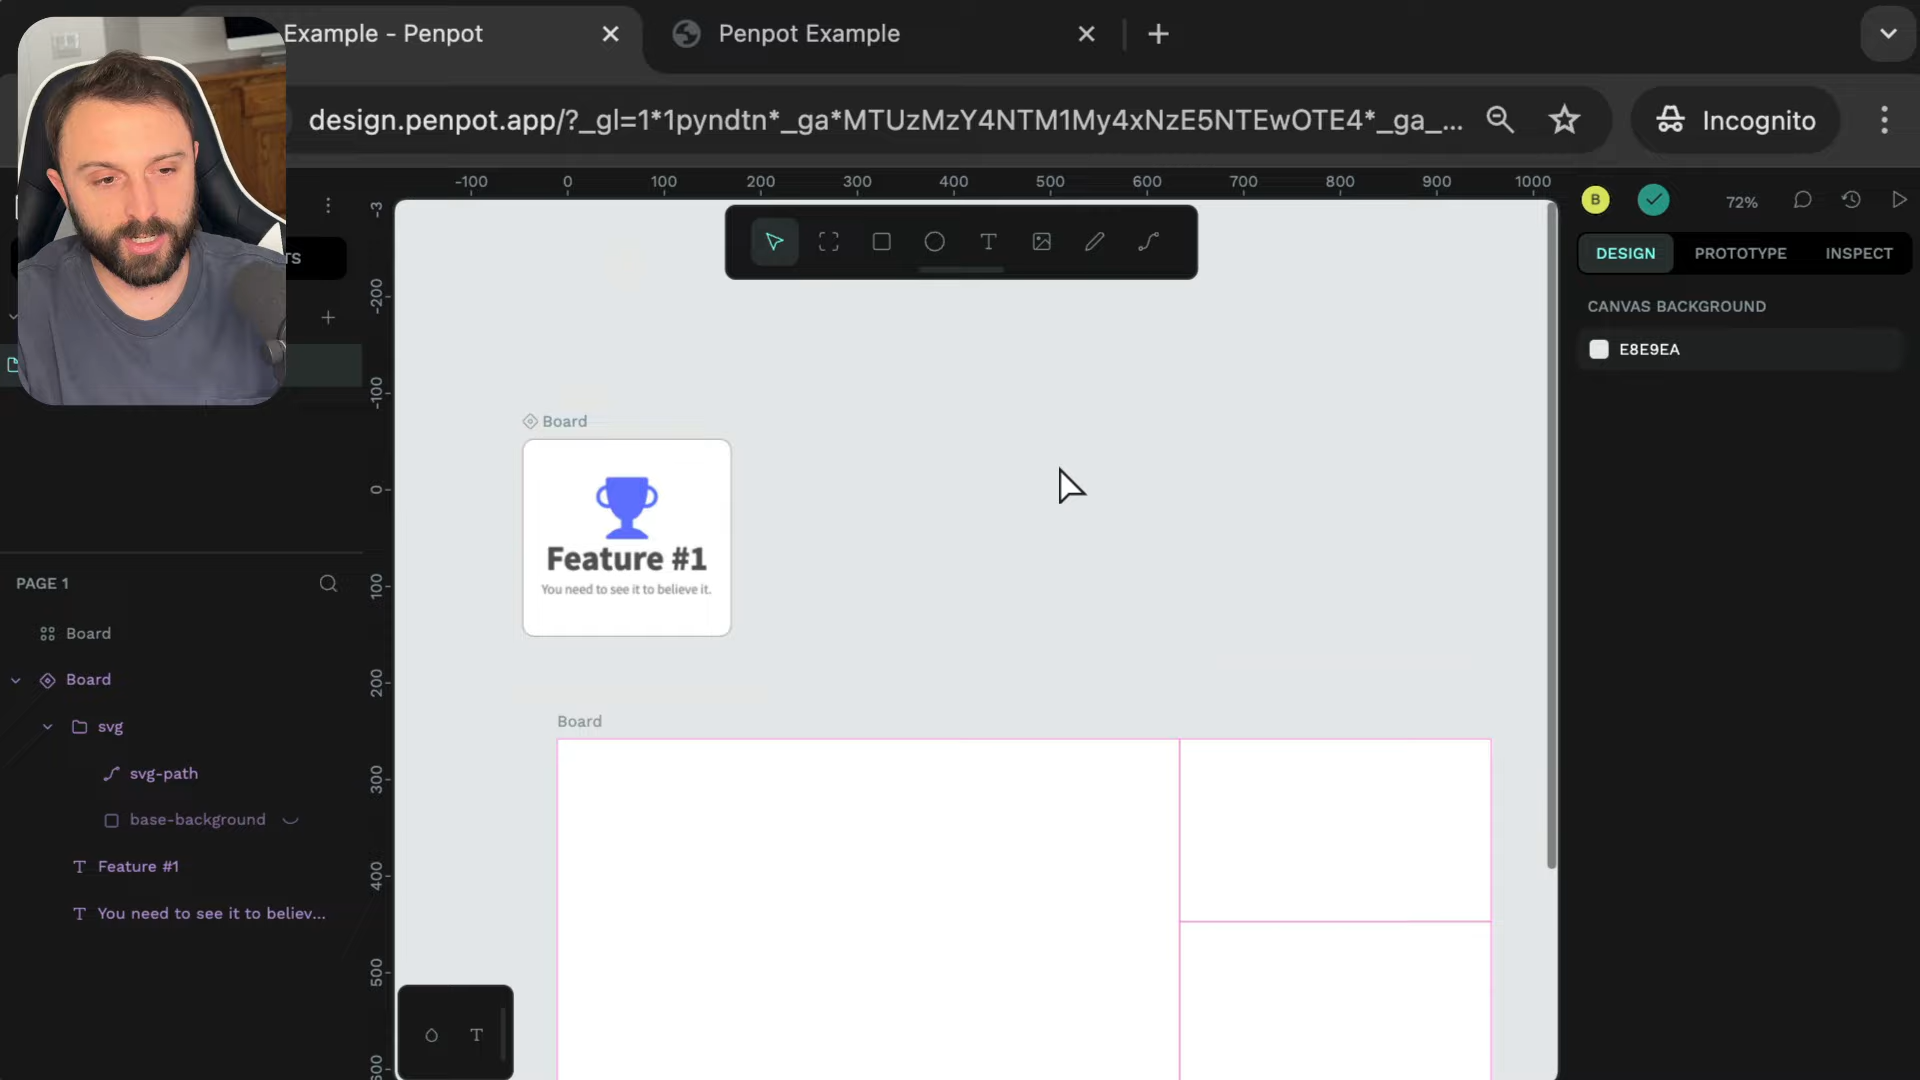 Example - Penpot
Penpot Example
design.penpot.app/?_gl=1*1pyndtn*_ga*MTUzMzY4NTM1My4xNzE5NTEwOTE4*_ga_...
Incognito
-100 0 100 200 300 400 500 600 700 800 900 1000
-3
-200
-100
0
100
200
300
400
500
600
B
72%
DESIGN
PROTOTYPE
INSPECT
CANVAS BACKGROUND
E8E9EA
TS
PAGE 1
Board
Board
svg
svg-path
base-background
Feature #1
You need to see it to believ...
Board
Feature #1
You need to see it to believe it.
Board